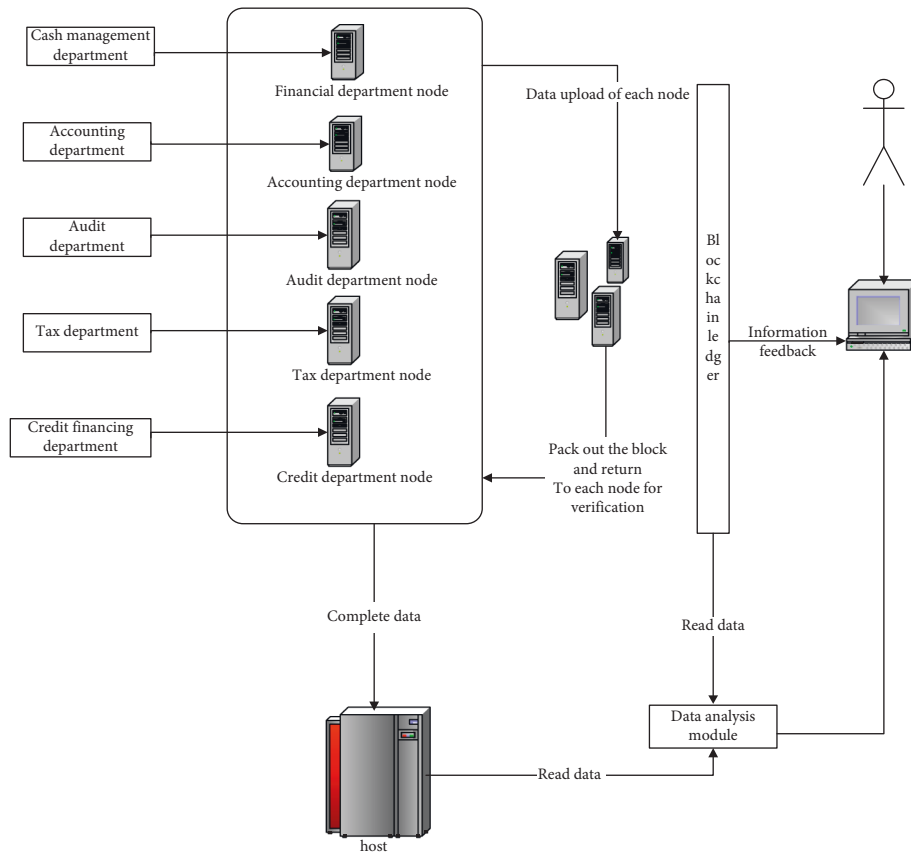 Cash management
department
Financial department node
Accounting
department
Accounting department node
Audit
department
Audit department node
Tax department
Tax department node
Credit financing
department
Credit department node
Data upload of each node
Pack out the block
and return
To each node for
verification
Bl
ockc
ha
in
le
dg
er
Information
feedback
Complete data
Read data
Data analysis
module
Read data
host